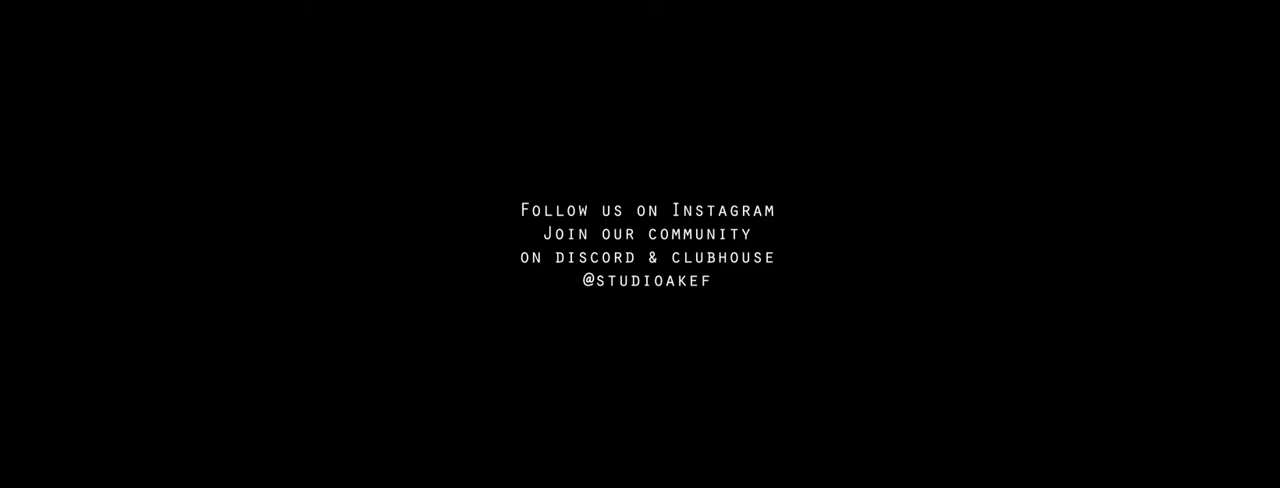 Follow us on Instagram
Join our community
on discord & clubhouse
@studioakef